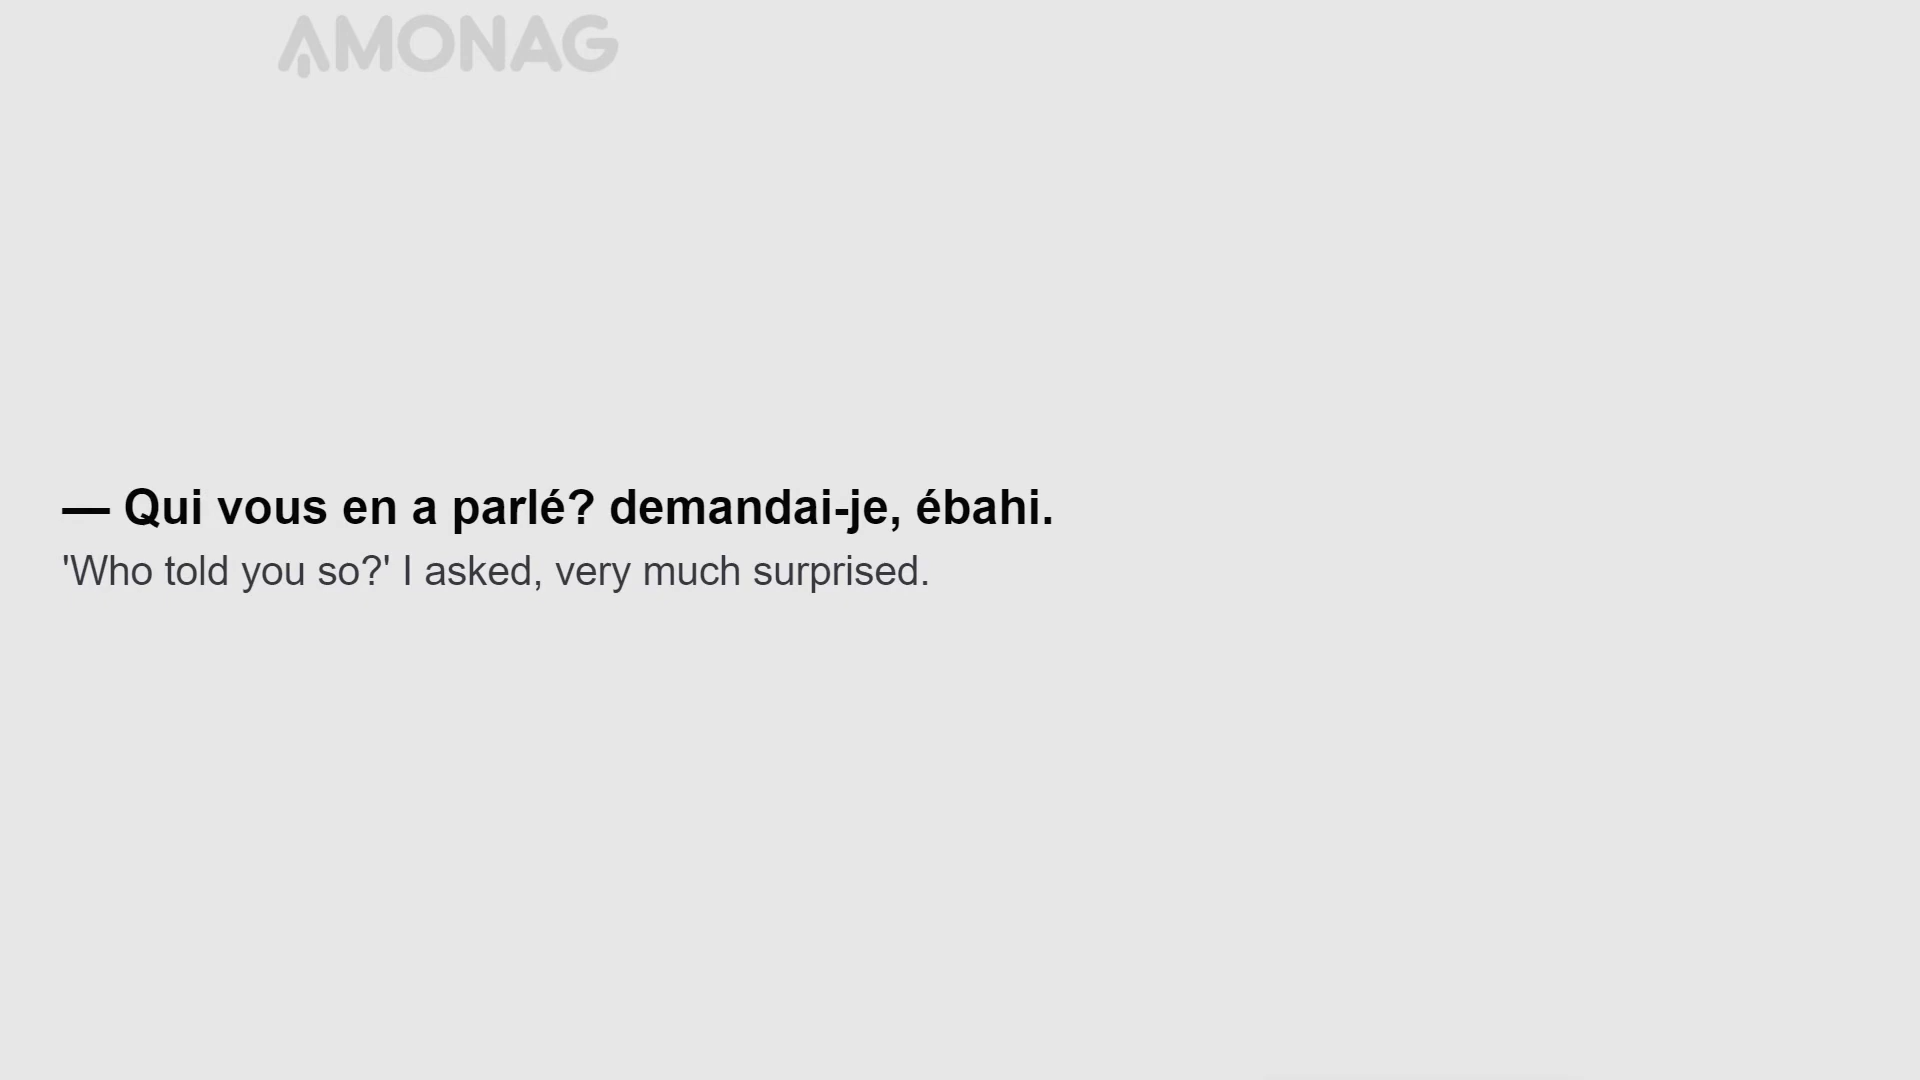 AMONAG
— Qui vous en a parlé? demandai-je, ébahi.
'Who told you so?' I asked, very much surprised.